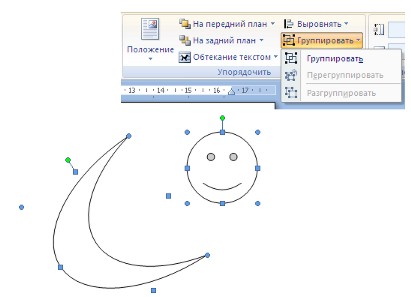 На передний план
Выровнять
На задний план
Группировать
Положение
Обтекание текстом
Группировать
Упорядочить
Перегруппировать
Разгруппировать
13 14 15 16 17